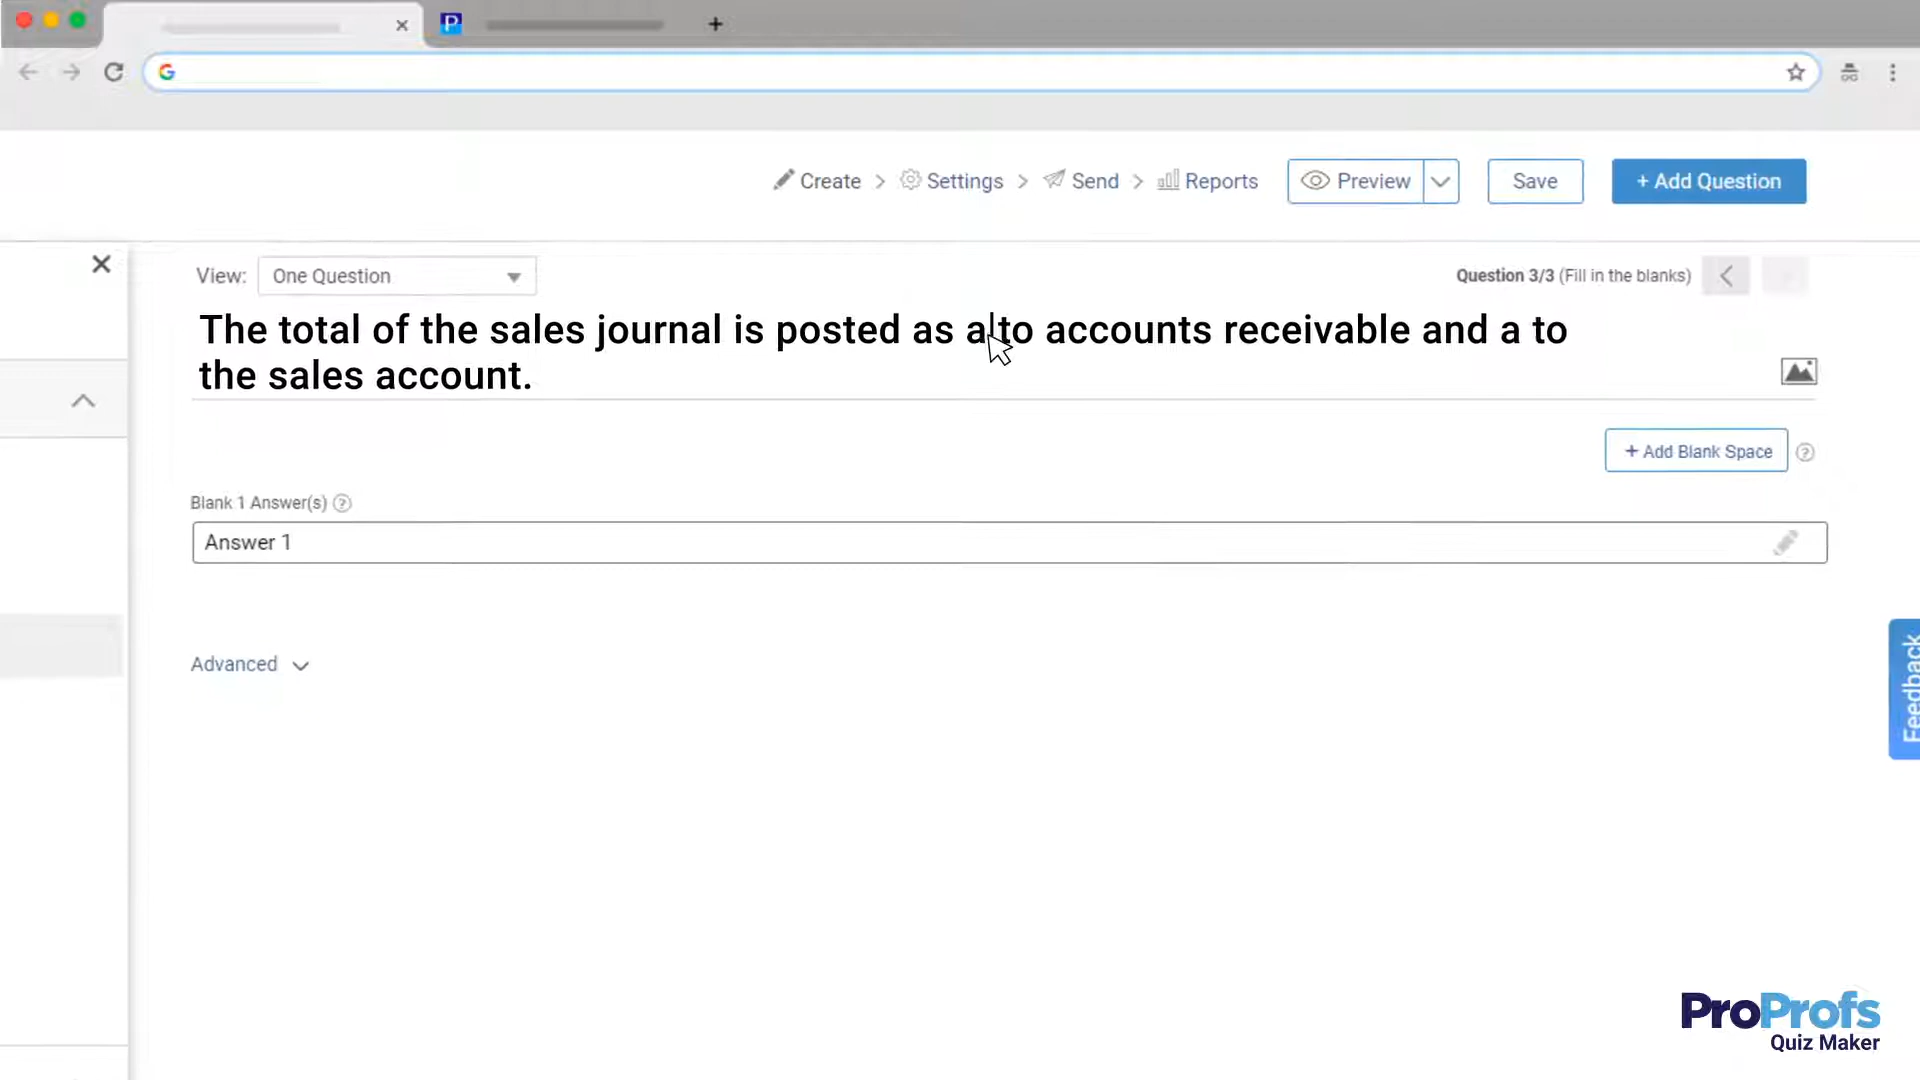 P
G
Create > Settings > Send > Reports Preview Save + Add Question
View: One Question Question 3/3 (Fill in the blanks)
The total of the sales journal is posted as a to accounts receivable and a to
the sales account.
+ Add Blank Space ?
Blank 1 Answer(s) ?
Answer 1
Advanced
Feedback
ProProfs
Quiz Maker